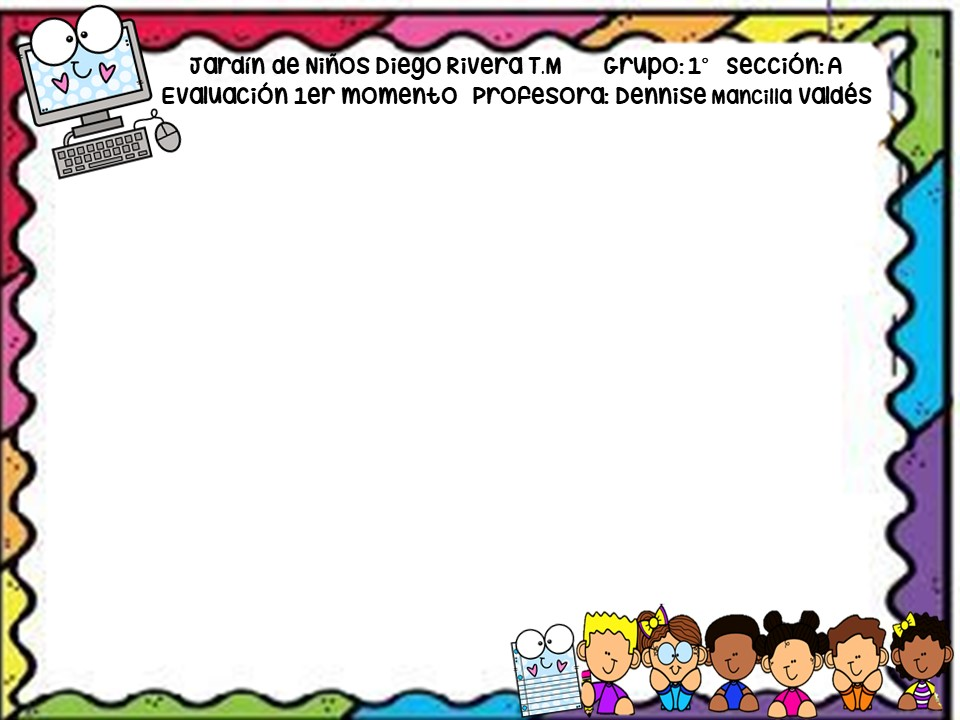 Jardín de Niños Diego Rivera T.M Grupo: 1° Sección: A
Evaluación 1er momento Profesora: Dennise Mancilla Valdés